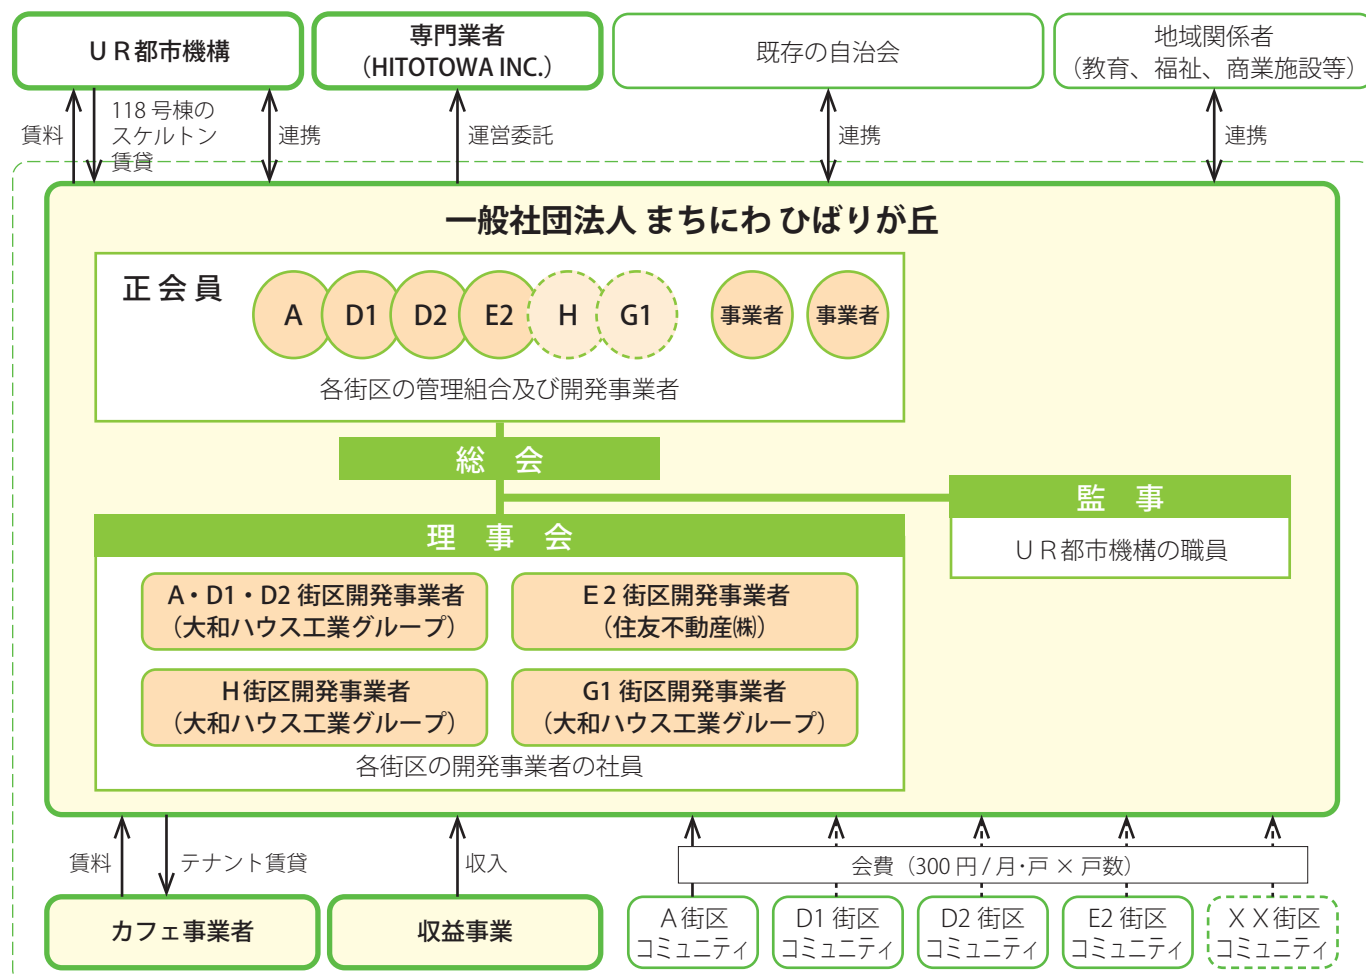 UR都市機構
専門業者
（HITOTOWA INC.）
既存の自治会
地域関係者
（教育、福祉、商業施設等）
賃料
118 号棟の
スケルトン
賃貸
連携
運営委託
連携
連携
一般社団法人 まちにわ ひばりが丘
正会員
A
D1
D2
E2
H
G1
事業者
事業者
各街区の管理組合及び開発事業者
総 会
監 事
UR都市機構の職員
理 事 会
A・D1・D2 街区開発事業者
（大和ハウス工業グループ）
E2 街区開発事業者
（住友不動産㈱）
H街区開発事業者
（大和ハウス工業グループ）
G1 街区開発事業者
（大和ハウス工業グループ）
各街区の開発事業者の社員
賃料
テナント賃貸
収入
会費（300 円 / 月・戸 × 戸数）
カフェ事業者
収益事業
A街区
コミュニティ
D1 街区
コミュニティ
D2 街区
コミュニティ
E2 街区
コミュニティ
XX街区
コミュニティ